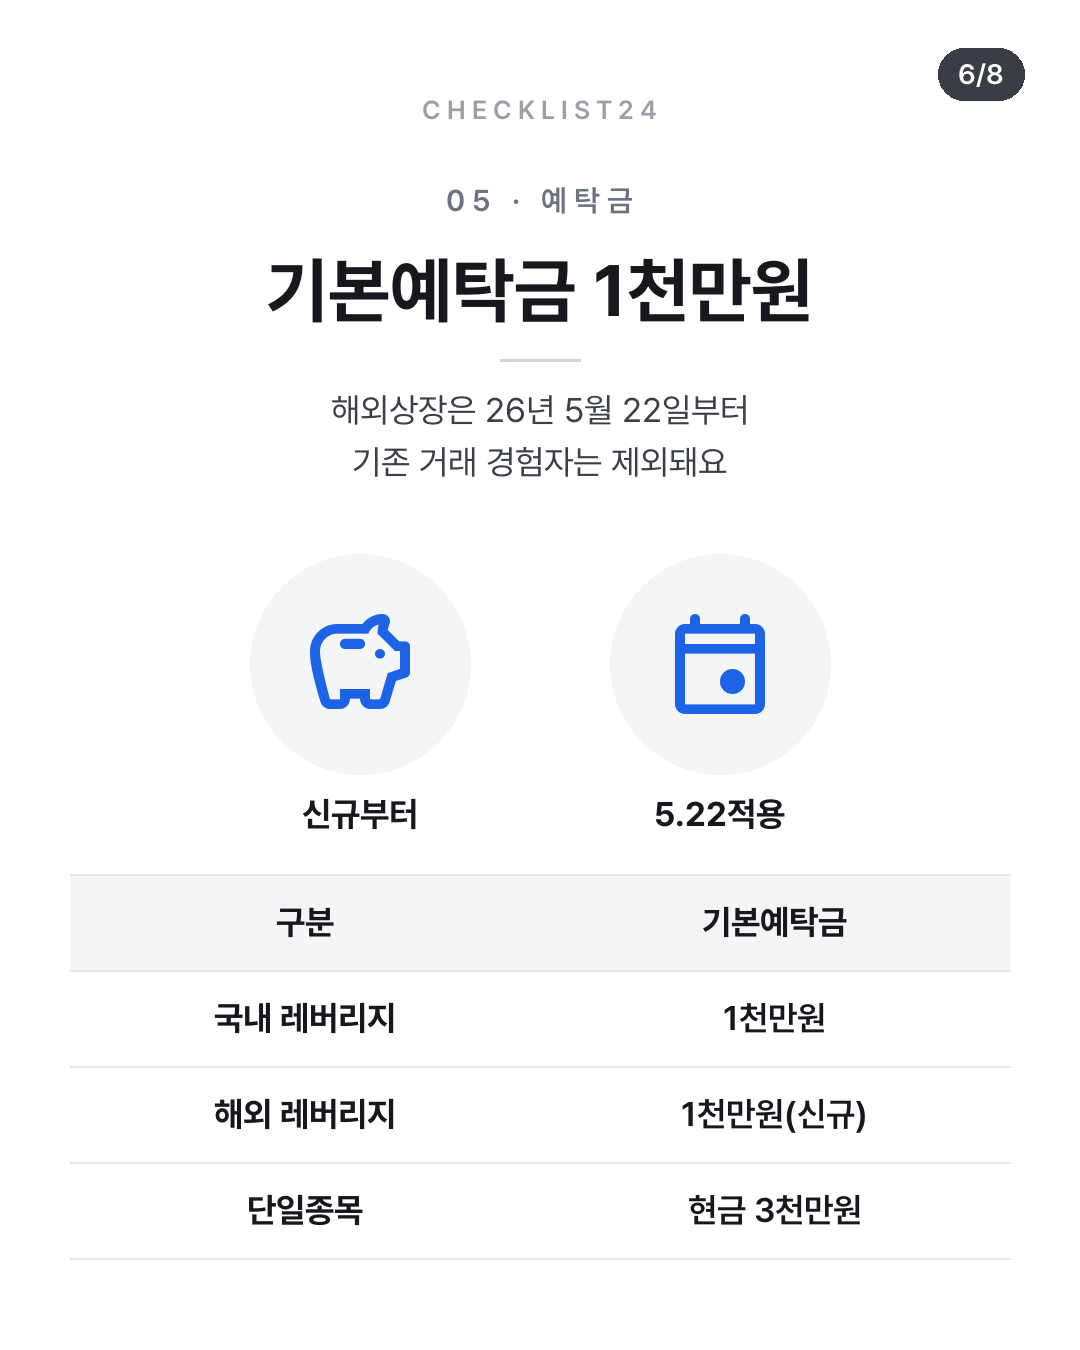 6/8
CHECKLIST24
05 · 예탁금
기본예탁금 1천만원
해외상장은 26년 5월 22일부터
기존 거래 경험자는 제외돼요
신규부터 5.22적용
구분 기본예탁금
국내 레버리지 1천만원
해외 레버리지 1천만원(신규)
단일종목 현금 3천만원